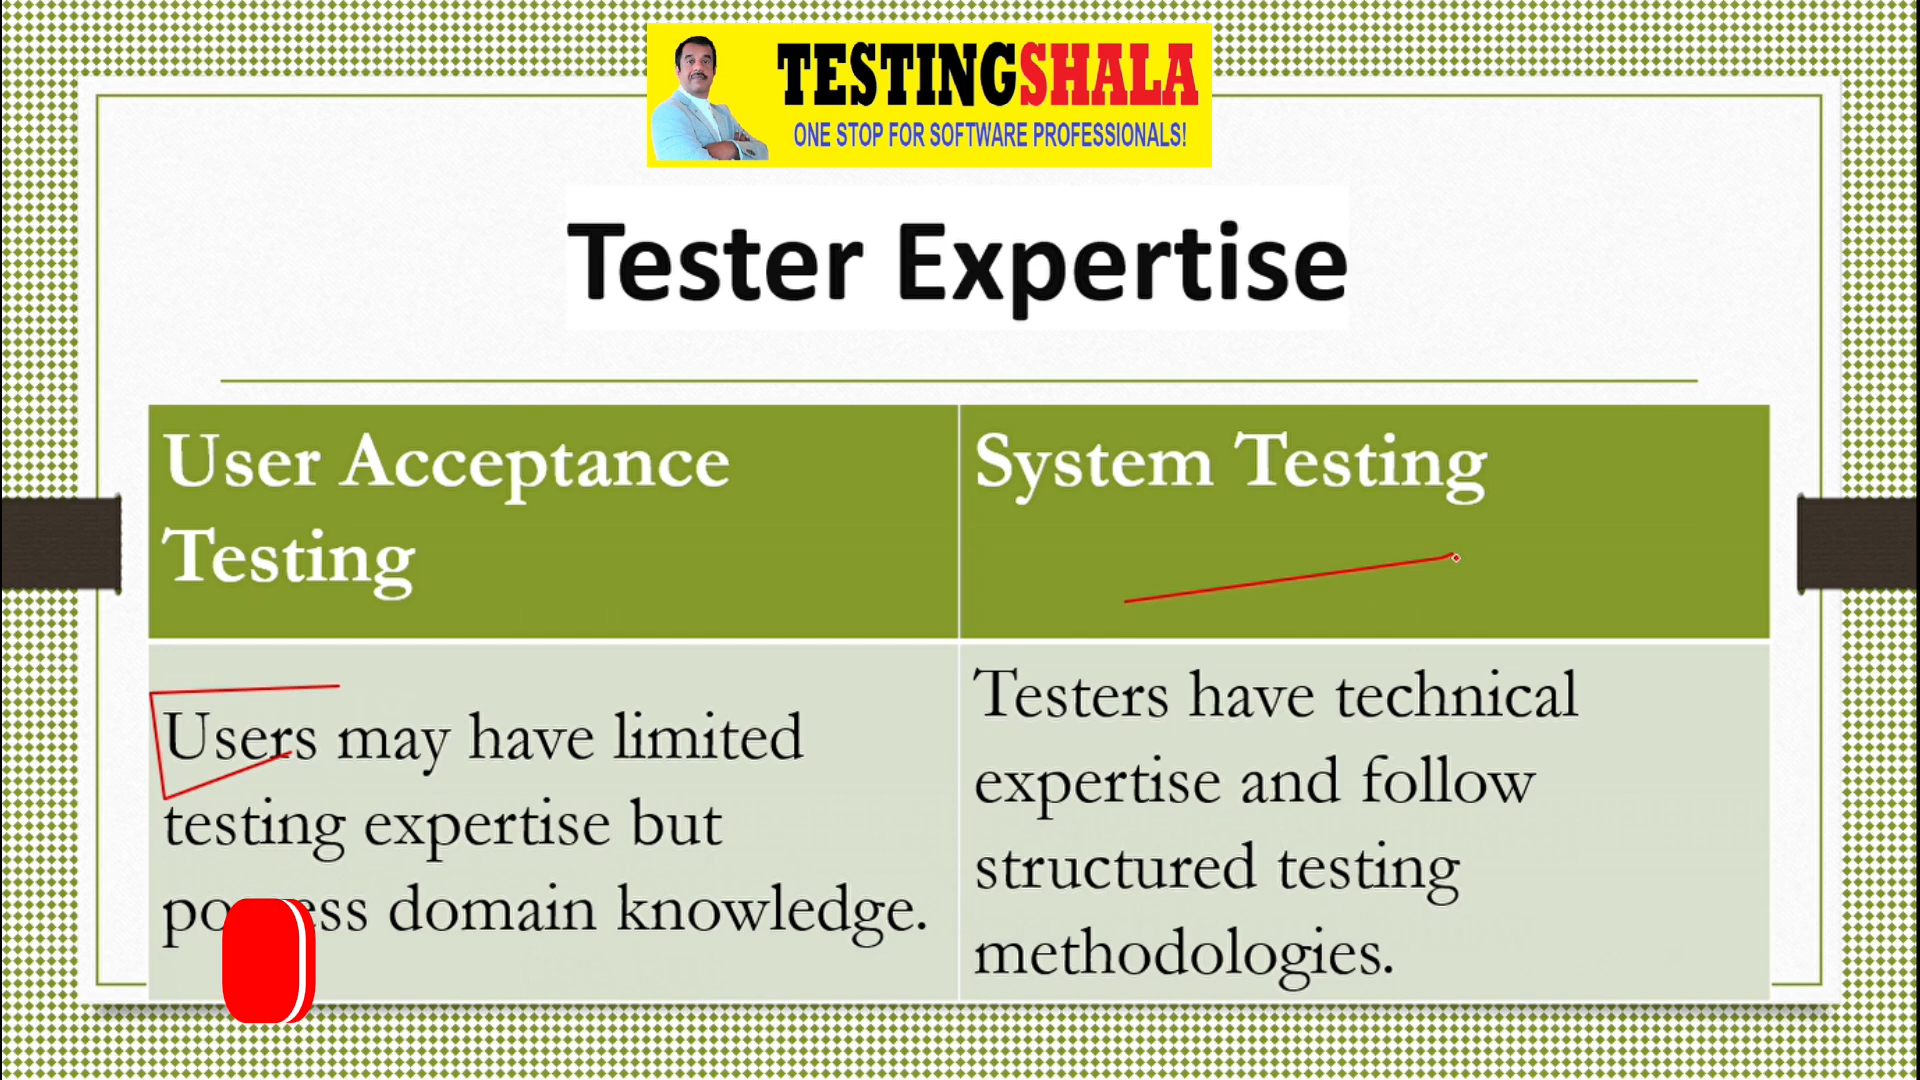 TESTINGSHALA
ONE STOP FOR SOFTWARE PROFESSIONALS!
Tester Expertise
User Acceptance
Testing
System Testing
Users may have limited
testing expertise but
domain knowledge.
Testers have technical
expertise and follow
structured testing
methodologies.